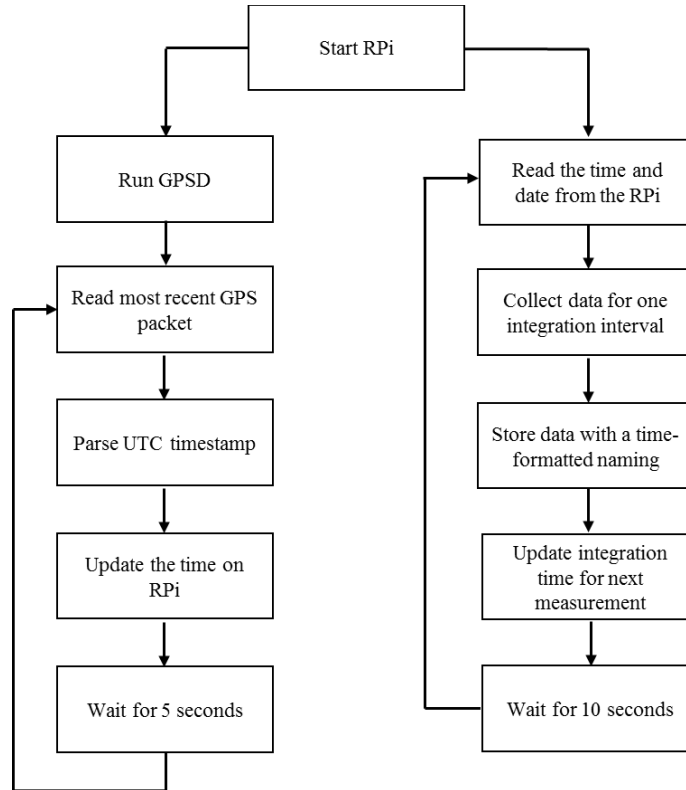 Start RPi
Run GPSD
Read most recent GPS
packet
Parse UTC timestamp
Update the time on
RPi
Wait for 5 seconds
Read the time and
date from the RPi
Collect data for one
integration interval
Store data with a time-
formatted naming
Update integration
time for next
measurement
Wait for 10 seconds